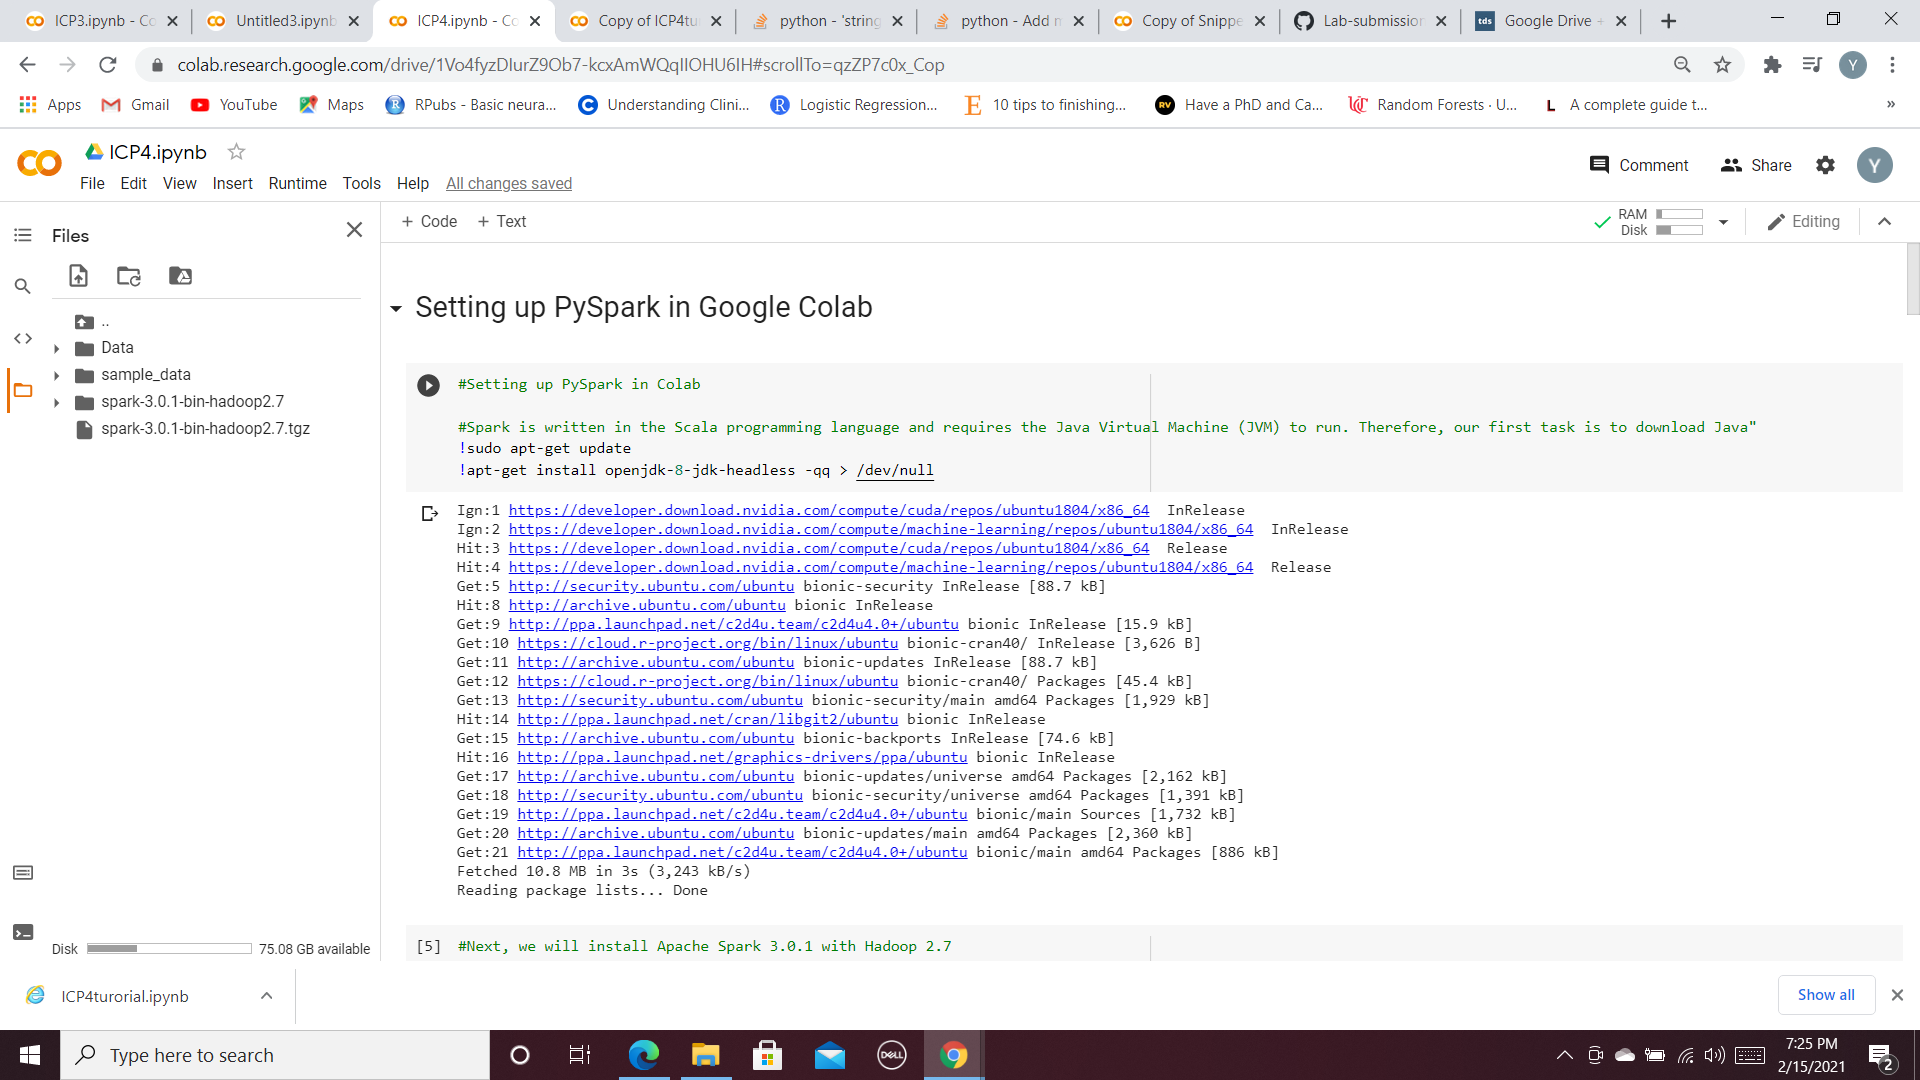 ICP3.ipynb - Co
Untitled3.ipynb
ICP4.ipynb - Co
Copy of ICP4tu
python - 'string
python - Add m
Copy of Snippe
Lab-submission
tds
Google Drive +
colab.research.google.com/drive/1Vo4fyzDIurZ9Ob7-kcxAmWQqIIOHU6IH#scrollTo=qzZP7c0x_Cop
Y
Apps
Gmail
YouTube
Maps
RPubs - Basic neura...
Understanding Clini...
Logistic Regression...
10 tips to finishing...
Have a PhD and Ca...
Random Forests · U...
A complete guide t...
»
ICP4.ipynb
File Edit View Insert Runtime Tools Help All changes saved
Comment
Share
Y
Files
+ Code + Text
RAM
Disk
Editing
..
Data
sample_data
spark-3.0.1-bin-hadoop2.7
spark-3.0.1-bin-hadoop2.7.tgz
Disk 75.08 GB available
Setting up PySpark in Google Colab
#Setting up PySpark in Colab
#Spark is written in the Scala programming language and requires the Java Virtual Machine (JVM) to run. Therefore, our first task is to download Java"
!sudo apt-get update
!apt-get install openjdk-8-jdk-headless -qq > /dev/null
Ign:1 https://developer.download.nvidia.com/compute/cuda/repos/ubuntu1804/x86_64 InRelease
Ign:2 https://developer.download.nvidia.com/compute/machine-learning/repos/ubuntu1804/x86_64 InRelease
Hit:3 https://developer.download.nvidia.com/compute/cuda/repos/ubuntu1804/x86_64 Release
Hit:4 https://developer.download.nvidia.com/compute/machine-learning/repos/ubuntu1804/x86_64 Release
Get:5 http://security.ubuntu.com/ubuntu bionic-security InRelease [88.7 kB]
Hit:8 http://archive.ubuntu.com/ubuntu bionic InRelease
Get:9 http://ppa.launchpad.net/c2d4u.team/c2d4u4.0+/ubuntu bionic InRelease [15.9 kB]
Get:10 https://cloud.r-project.org/bin/linux/ubuntu bionic-cran40/ InRelease [3,626 B]
Get:11 http://archive.ubuntu.com/ubuntu bionic-updates InRelease [88.7 kB]
Get:12 https://cloud.r-project.org/bin/linux/ubuntu bionic-cran40/ Packages [45.4 kB]
Get:13 http://security.ubuntu.com/ubuntu bionic-security/main amd64 Packages [1,929 kB]
Hit:14 http://ppa.launchpad.net/cran/libgit2/ubuntu bionic InRelease
Get:15 http://archive.ubuntu.com/ubuntu bionic-backports InRelease [74.6 kB]
Hit:16 http://ppa.launchpad.net/graphics-drivers/ppa/ubuntu bionic InRelease
Get:17 http://archive.ubuntu.com/ubuntu bionic-updates/universe amd64 Packages [2,162 kB]
Get:18 http://security.ubuntu.com/ubuntu bionic-security/universe amd64 Packages [1,391 kB]
Get:19 http://ppa.launchpad.net/c2d4u.team/c2d4u4.0+/ubuntu bionic/main Sources [1,732 kB]
Get:20 http://archive.ubuntu.com/ubuntu bionic-updates/main amd64 Packages [2,360 kB]
Get:21 http://ppa.launchpad.net/c2d4u.team/c2d4u4.0+/ubuntu bionic/main amd64 Packages [886 kB]
Fetched 10.8 MB in 3s (3,243 kB/s)
Reading package lists... Done
[5] #Next, we will install Apache Spark 3.0.1 with Hadoop 2.7
ICP4turorial.ipynb
Show all
Type here to search
DELL
7:25 PM
2/15/2021
2